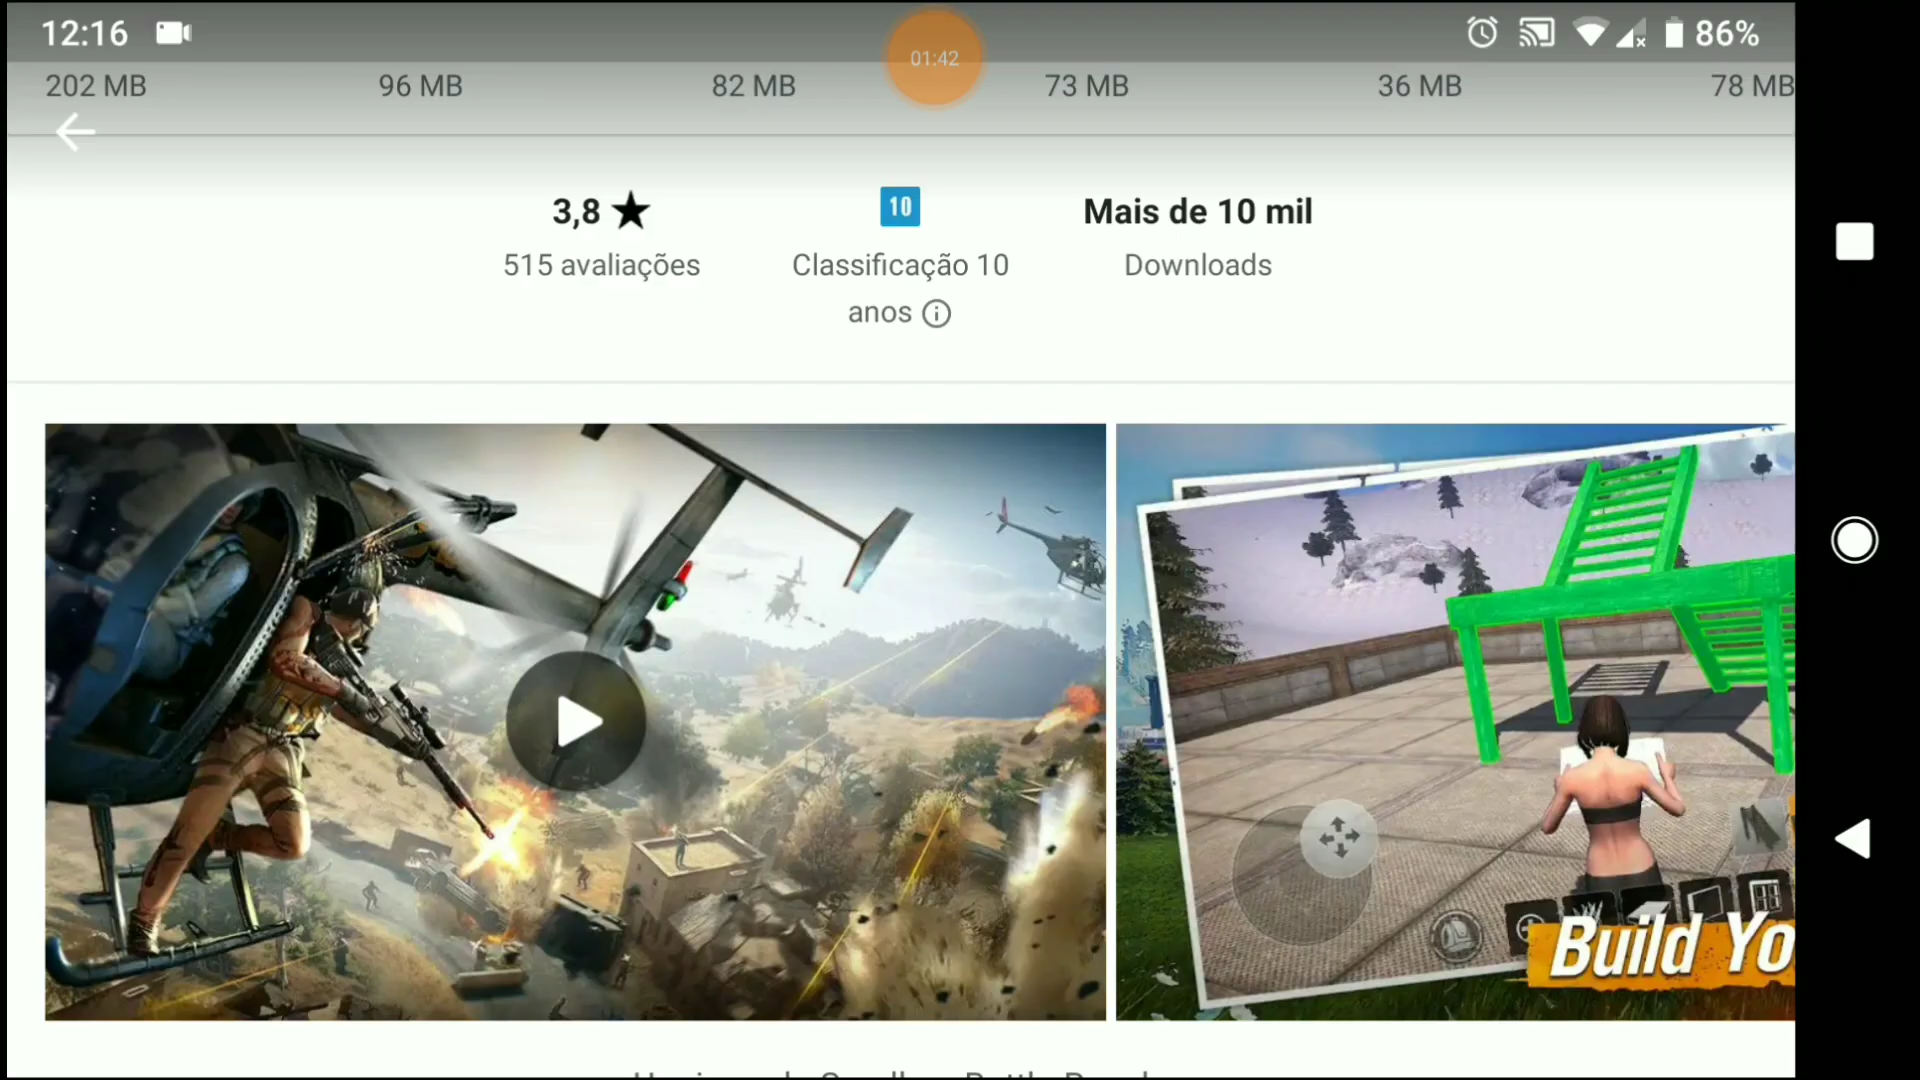 12:16
01:42
86%
202 MB
96 MB
82 MB
73 MB
36 MB
78 MB
3,8 ★
515 avaliações
10
Classificação 10
anos
Mais de 10 mil
Downloads
Build Yo